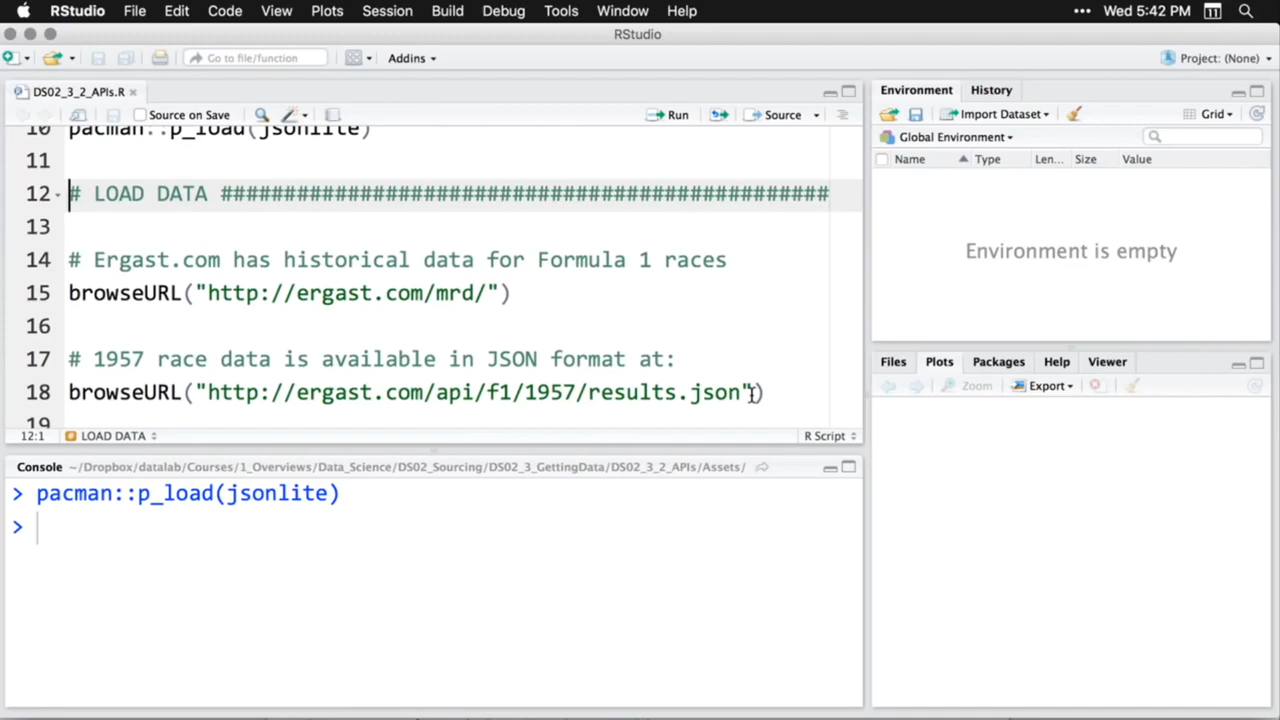 RStudio File Edit Code View Plots Session Build Debug Tools Window Help ••• Wed 5:42 PM 11
RStudio
Go to file/function Addins Project: (None)
DS02_3_2_APIs.R
Source on Save Run Source
10 pacman::p_load(jsonlite)
11
12 # LOAD DATA ################################################
13
14 # Ergast.com has historical data for Formula 1 races
15 browseURL("http://ergast.com/mrd/")
16
17 # 1957 race data is available in JSON format at:
18 browseURL("http://ergast.com/api/f1/1957/results.json")
19
12:1 LOAD DATA R Script
Console ~/Dropbox/datalab/Courses/1_Overviews/Data_Science/DS02_Sourcing/DS02_3_GettingData/DS02_3_2_APIs/Assets/
> pacman::p_load(jsonlite)
>
Environment History
Import Dataset Grid
Global Environment
Name Type Len... Size Value
Environment is empty
Files Plots Packages Help Viewer
Zoom Export